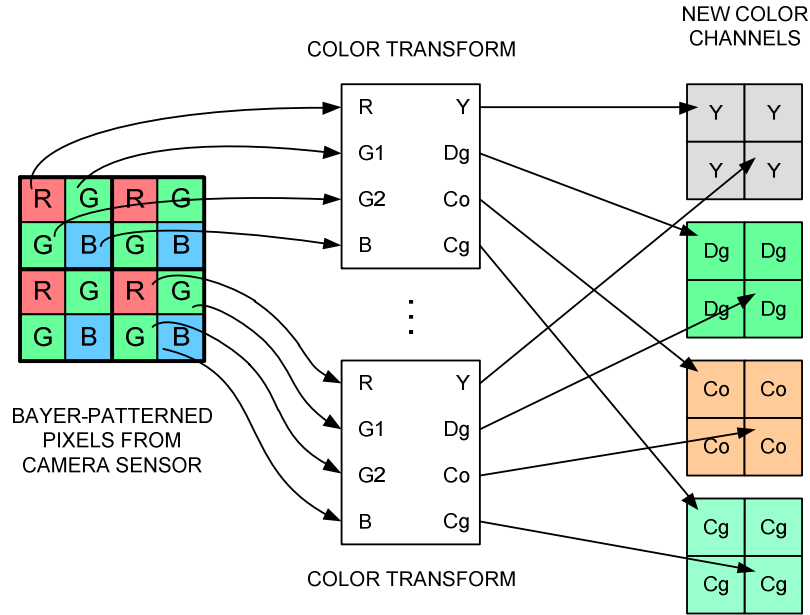 NEW COLOR
CHANNELS
COLOR TRANSFORM
R Y
G1 Dg
G2 Co
B Cg
Y Y
Y Y
R G R G
G B G B
R G R G
G B G B
Dg Dg
Dg Dg
...
BAYER-PATTERNED
PIXELS FROM
CAMERA SENSOR
R Y
G1 Dg
G2 Co
B Cg
Co Co
Co Co
Cg Cg
Cg Cg
COLOR TRANSFORM